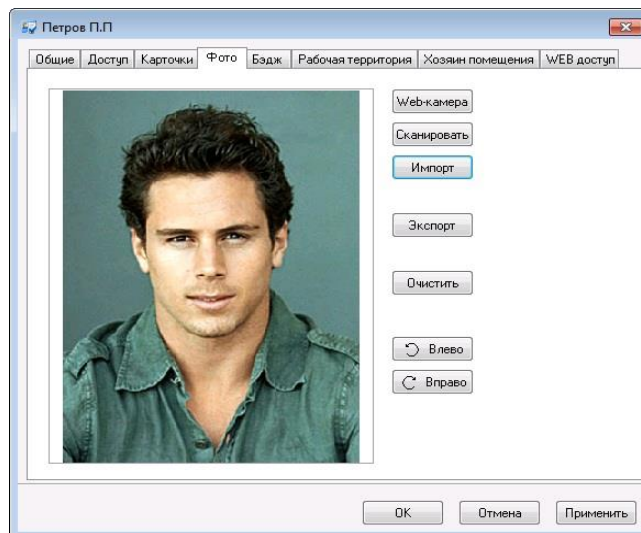 Петров П.П
Общие Доступ Карточки Фото Бэдж Рабочая территория Хозяин помещения WEB доступ
Web-камера
Сканировать
Импорт
Экспорт
Очистить
Влево
Вправо
OK Отмена Применить